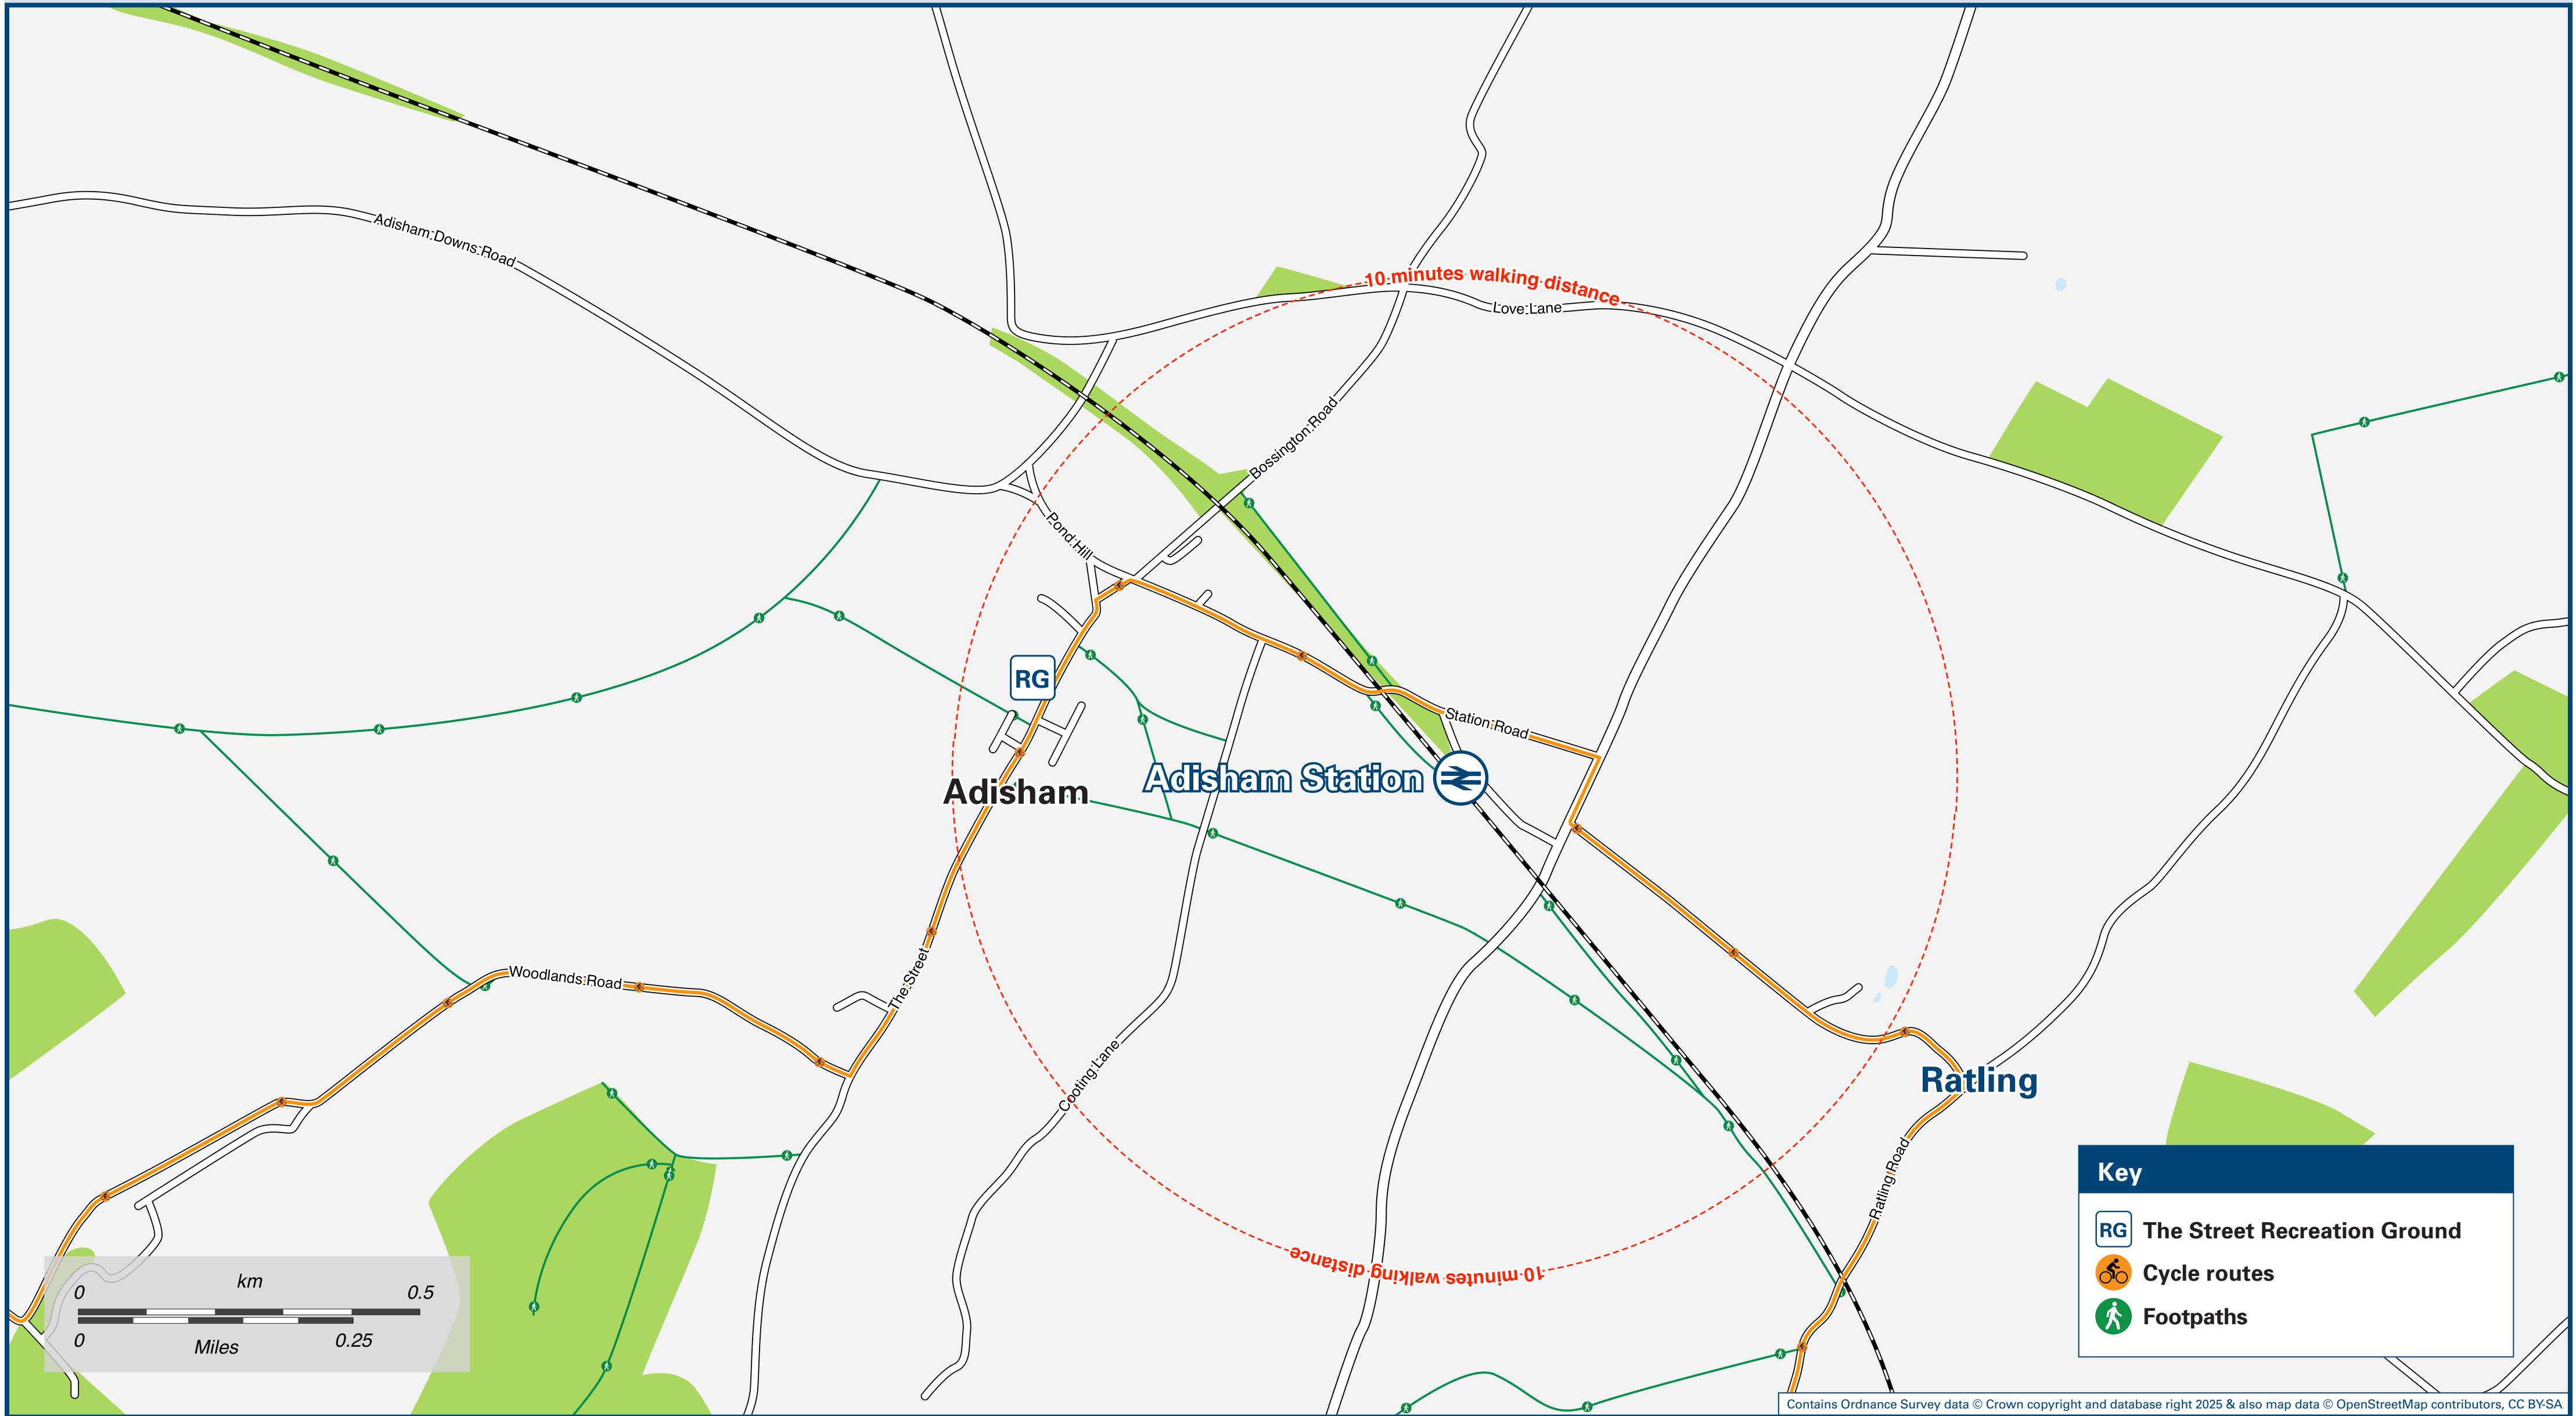 Adisham Downs Road
10 minutes walking distance
Love Lane
Bossington Road
Pond Hill
RG
Station Road
Adisham
Adisham Station
The Street
Woodlands Road
Cooting Lane
Ratling
Ratling Road
10 minutes walking distance
km
0 0.5
0 0.25
Miles
Key
RG The Street Recreation Ground
Cycle routes
Footpaths
Contains Ordnance Survey data © Crown copyright and database right 2025 & also map data © OpenStreetMap contributors, CC BY-SA